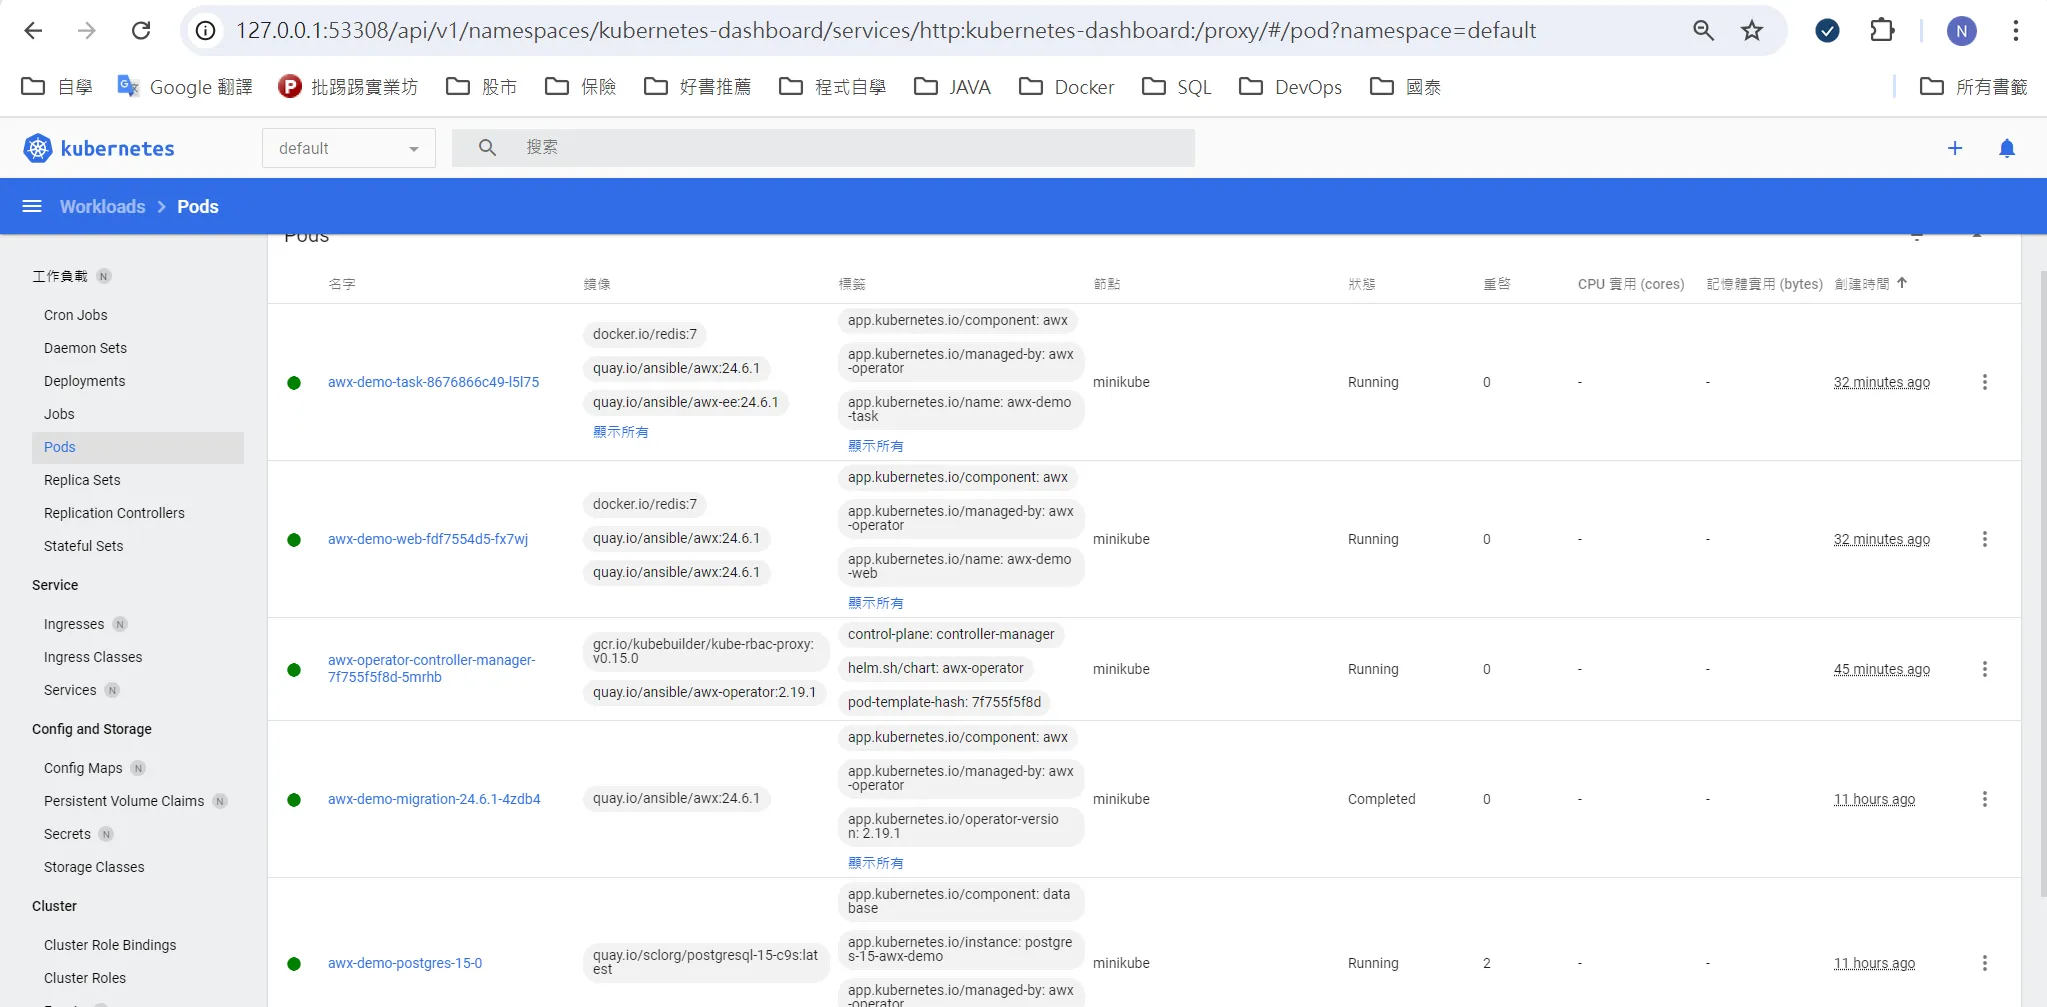 127.0.0.1:53308/api/v1/namespaces/kubernetes-dashboard/services/http:kubernetes-dashboard:/proxy/#/pod?namespace=default
N
自學
Google 翻譯
批踢踢實業坊
股市
保險
好書推薦
程式自學
JAVA
Docker
SQL
DevOps
國泰
所有書籤
kubernetes
default
搜索
Workloads
Pods
Pods
工作負載 N
Cron Jobs
Daemon Sets
Deployments
Jobs
Pods
Replica Sets
Replication Controllers
Stateful Sets
Service
Ingresses N
Ingress Classes
Services N
Config and Storage
Config Maps N
Persistent Volume Claims N
Secrets N
Storage Classes
Cluster
Cluster Role Bindings
Cluster Roles
名字
鏡像
標籤
節點
狀態
重啓
CPU 實用 (cores)
記憶體實用 (bytes)
創建時間
awx-demo-task-8676866c49-l5l75
docker.io/redis:7
quay.io/ansible/awx:24.6.1
quay.io/ansible/awx-ee:24.6.1
顯示所有
app.kubernetes.io/component: awx
app.kubernetes.io/managed-by: awx
-operator
app.kubernetes.io/name: awx-demo
-task
顯示所有
minikube
Running
0
-
-
32 minutes ago
awx-demo-web-fdf7554d5-fx7wj
docker.io/redis:7
quay.io/ansible/awx:24.6.1
quay.io/ansible/awx:24.6.1
app.kubernetes.io/component: awx
app.kubernetes.io/managed-by: awx
-operator
app.kubernetes.io/name: awx-demo
-web
顯示所有
minikube
Running
0
-
-
32 minutes ago
awx-operator-controller-manager-
7f755f5f8d-5mrhb
gcr.io/kubebuilder/kube-rbac-proxy:
v0.15.0
quay.io/ansible/awx-operator:2.19.1
control-plane: controller-manager
helm.sh/chart: awx-operator
pod-template-hash: 7f755f5f8d
minikube
Running
0
-
-
45 minutes ago
awx-demo-migration-24.6.1-4zdb4
quay.io/ansible/awx:24.6.1
app.kubernetes.io/component: awx
app.kubernetes.io/managed-by: awx
-operator
app.kubernetes.io/operator-versio
n: 2.19.1
顯示所有
minikube
Completed
0
-
-
11 hours ago
awx-demo-postgres-15-0
quay.io/sclorg/postgresql-15-c9s:lat
est
app.kubernetes.io/component: data
base
app.kubernetes.io/instance: postgre
s-15-awx-demo
app.kubernetes.io/managed-by: awx
-operator
minikube
Running
2
-
-
11 hours ago